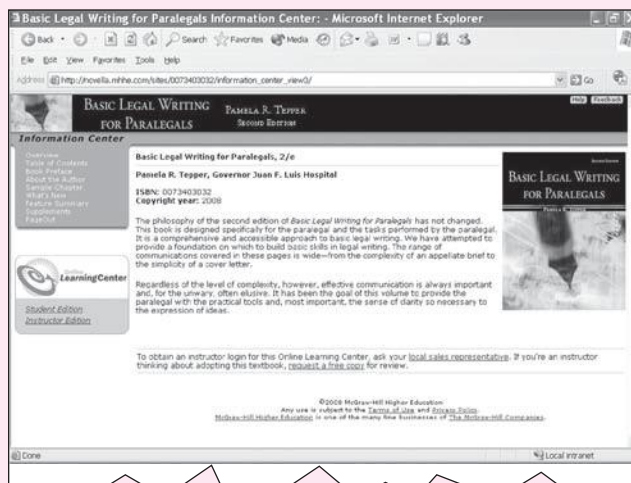 Basic Legal Writing for Paralegals Information Center: - Microsoft Internet Explorer
Back Search Favorites Media
File Edit View Favorites Tools Help
Address http://novella.mhhe.com/sites/0073403032/information_center_view0/ Go
BASIC LEGAL WRITING PAMELA R. TEPPER
FOR PARALEGALS SECOND EDITION
Help Feedback
Information Center
Overview
Table of Contents
Book Preface
About the Author
Sample Chapter
What's New
Feature Summary
Supplements
PageOut
Learning Center
Student Edition
Instructor Edition
Basic Legal Writing for Paralegals, 2/e
Pamela R. Tepper, Governor Juan F. Luis Hospital
ISBN: 0073403032
Copyright year: 2008
The philosophy of the second edition of Basic Legal Writing for Paralegals has not changed.
This book is designed specifically for the paralegal and the tasks performed by the paralegal.
It is a comprehensive and accessible approach to basic legal writing. We have attempted to
provide a foundation on which to build basic skills in legal writing. The range of
communications covered in these pages is wide—from the complexity of an appellate brief to
the simplicity of a cover letter.
Regardless of the level of complexity, however, effective communication is always important
and, for the unwary, often elusive. It has been the goal of this volume to provide the
paralegal with the practical tools and, most important, the sense of clarity so necessary to
the expression of ideas.
BASIC LEGAL WRITING
FOR PARALEGALS
PAMELA R. TEPPER
To obtain an instructor login for this Online Learning Center, ask your local sales representative. If you're an instructor
thinking about adopting this textbook, request a free copy for review.
©2008 McGraw-Hill Higher Education
Any use is subject to the Terms of Use and Privacy Policy.
McGraw-Hill Higher Education is one of the many fine businesses of The McGraw-Hill Companies.
Done Local intranet